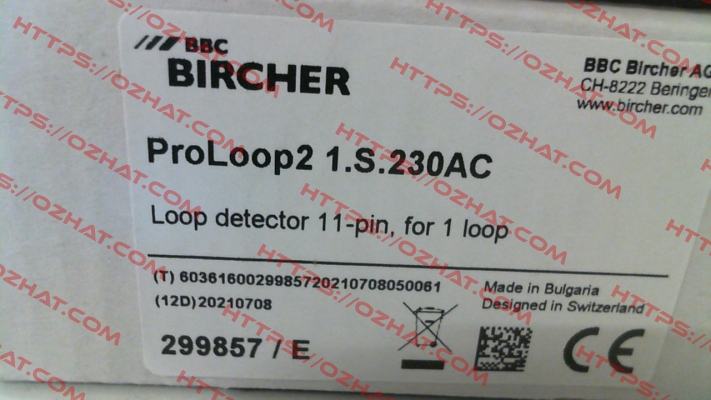 BBC
BIRCHER
BBC Bircher AG
CH-8222 Beringen
www.bircher.com
ProLoop2 1.S.230AC
Loop detector 11-pin, for 1 loop
(T) 6036160029985720210708050061
(12D)20210708
Made in Bulgaria
Designed in Switzerland
299857 / E
CE
HTTPS://OZHAT.COM